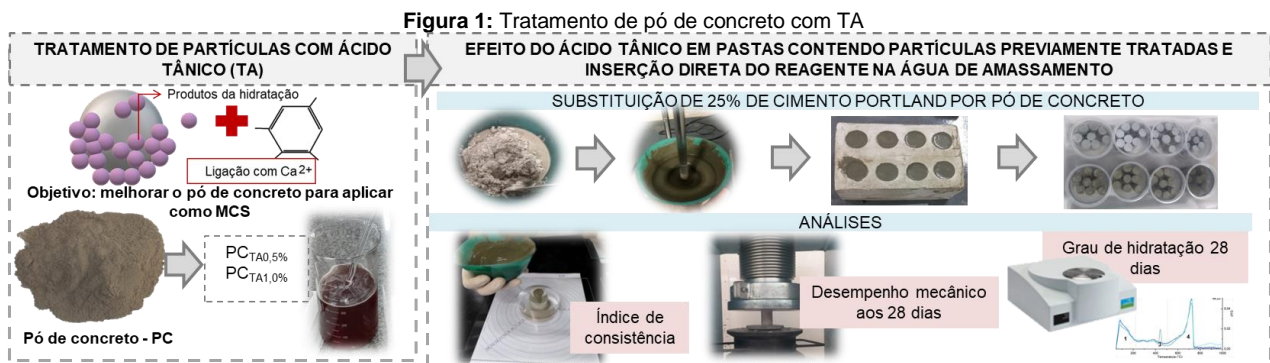 Figura 1: Tratamento de pó de concreto com TA
TRATAMENTO DE PARTÍCULAS COM ÁCIDO
TÂNICO (TA)
Produtos da hidratação
Ligação com Ca2+
Objetivo: melhorar o pó de concreto para aplicar
como MCS
PCTA0,5%
PCTA1,0%
Pó de concreto - PC
EFEITO DO ÁCIDO TÂNICO EM PASTAS CONTENDO PARTÍCULAS PREVIAMENTE TRATADAS E
INSERÇÃO DIRETA DO REAGENTE NA ÁGUA DE AMASSAMENTO
SUBSTITUIÇÃO DE 25% DE CIMENTO PORTLAND POR PÓ DE CONCRETO
ANÁLISES
Índice de
consistência
Desempenho mecânico
aos 28 dias
Grau de hidratação 28
dias